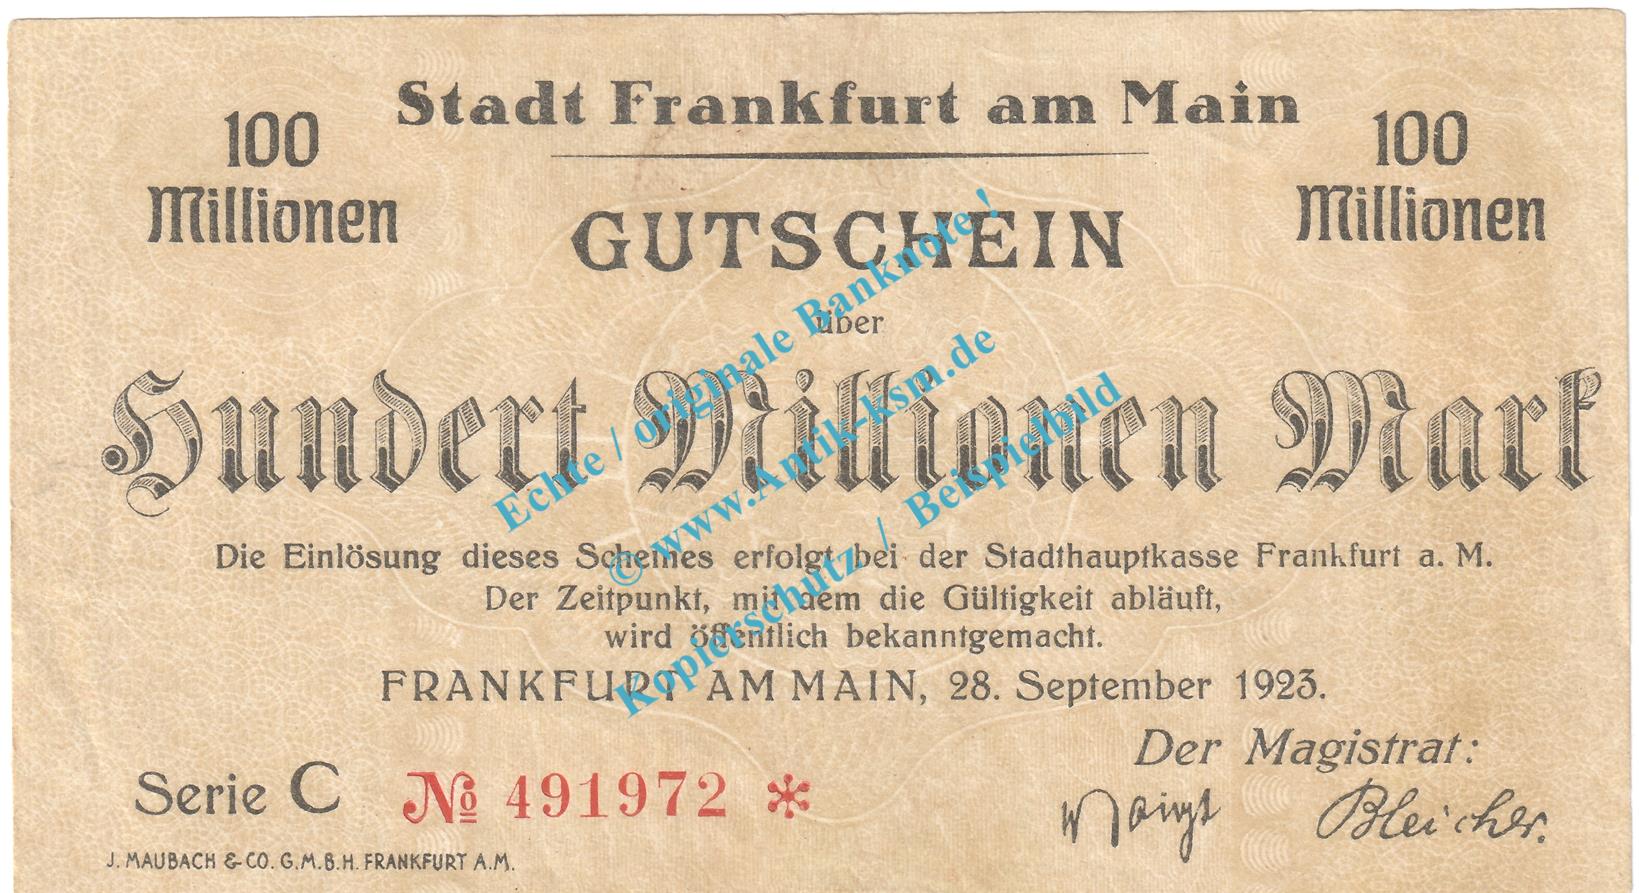 Stadt Frankfurt am Main
100 Millionen
100 Millionen
GUTSCHEIN
über
Hundert Millionen Mark
Die Einlösung dieses Scheines erfolgt bei der Stadthauptkasse Frankfurt a. M.
Der Zeitpunkt, mit dem die Gültigkeit abläuft,
wird öffentlich bekanntgemacht.
FRANKFURT AM MAIN, 28. September 1923.
Der Magistrat:
Serie C № 491972 *
Bleicher.
J. MAUBACH & CO. G.M.B.H. FRANKFURT A.M.
Echte / originale Banknote !
© www.Antik-ksm.de
Kopierschutz / Beispielbild